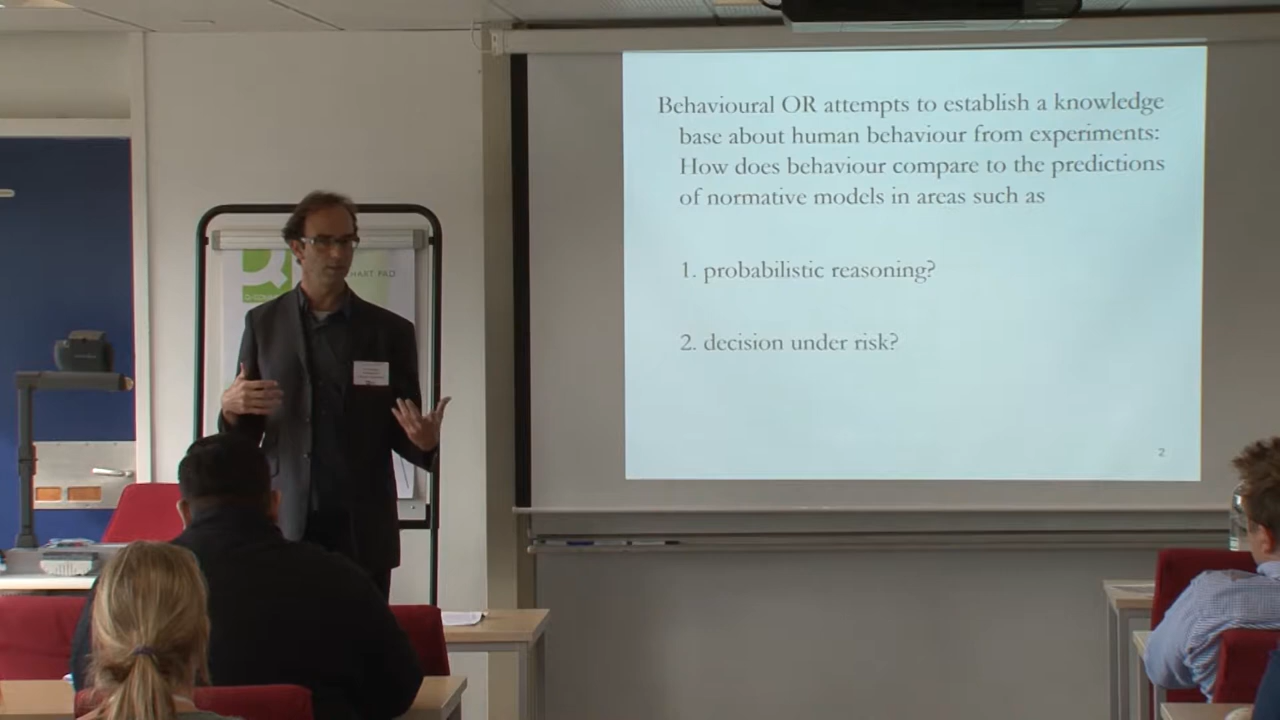 Behavioural OR attempts to establish a knowledge
base about human behaviour from experiments:
How does behaviour compare to the predictions
of normative models in areas such as
1. probabilistic reasoning?
2. decision under risk?
2